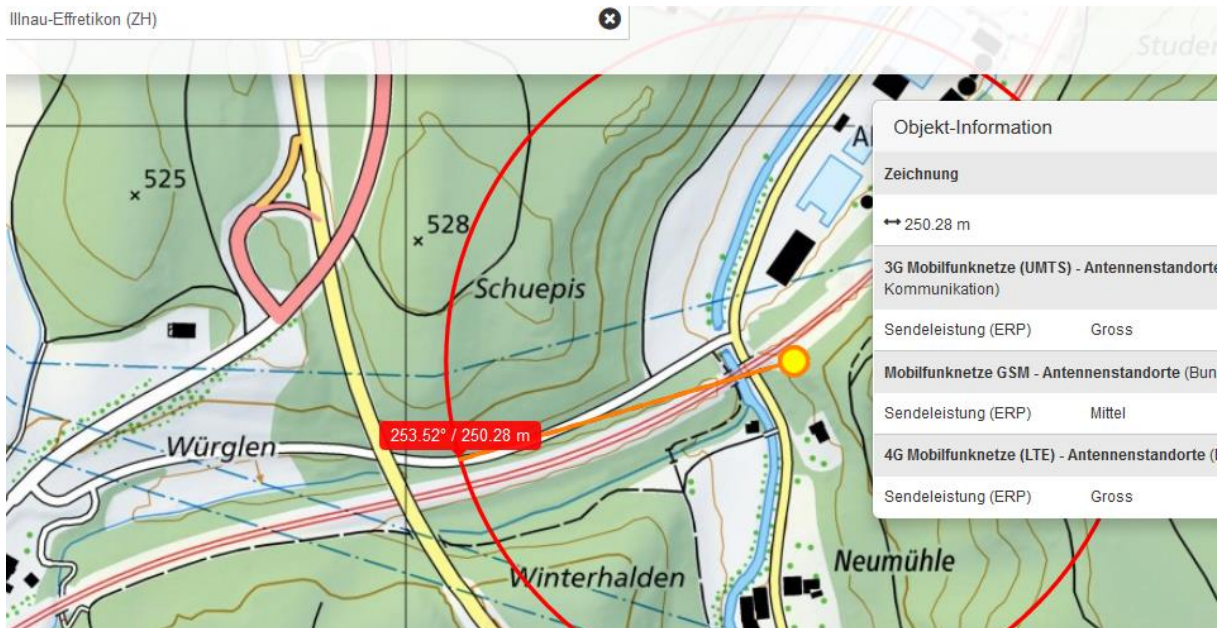 Illnau-Effretikon (ZH)
Studen
525
528
Schuepis
Objekt-Information
Zeichnung
250.28 m
3G Mobilfunknetze (UMTS) - Antennenstandorte
Kommunikation)
Sendeleistung (ERP) Gross
Mobilfunknetze GSM - Antennenstandorte (Bun
Sendeleistung (ERP) Mittel
4G Mobilfunknetze (LTE) - Antennenstandorte (
Sendeleistung (ERP) Gross
253.52° / 250.28 m
Würglen
Winterhalden
Neumühle